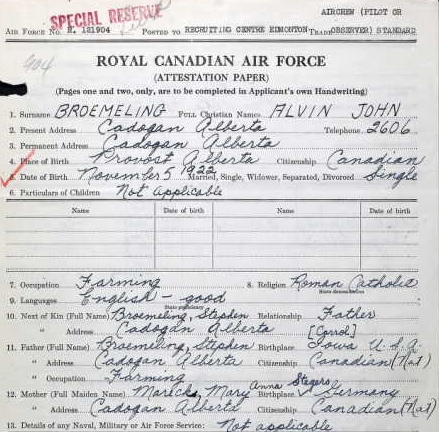 AIRCREW (PILOT OR
SPECIAL RESERVE
AIR FORCE No. R. 121904 POSTED TO RECRUITING CENTRE EDMONTON TRADE OBSERVER) STANDARD
904
ROYAL CANADIAN AIR FORCE
(ATTESTATION PAPER)
(Pages one and two, only, are to be completed in Applicant's own Handwriting)
1. Surname BROEMELING FULL Christian Names ALVIN JOHN
2. Present Address Cadogan Alberta Telephone 2606
3. Permanent Address Cadogan Alberta
4. Place of Birth Provost Alberta Citizenship Canadian
5. Date of Birth November 5 1922 Married, Single, Widower, Separated, Divorced Single
6. Particulars of Children Not applicable
Name Date of birth Name Date of birth
7. Occupation Farming 8. Religion Roman Catholic
State denomination
9. Languages English - good
10. Next of Kin (Full Name) Broemeling, Stephen Relationship Father
" Address Cadogan Alberta [Carrol]
11. Father (Full Name) Broemeling, Stephen Birthplace Iowa U.S.A.
" Address Cadogan Alberta Citizenship Canadian (Nat)
" Occupation Farming
Anna Stegers
12. Mother (Full Maiden Name) Mary Birthplace Germany
" Address Cadogan Alberta Citizenship Canadian (Nat)
13. Details of any Naval, Military or Air Force Service: Not applicable